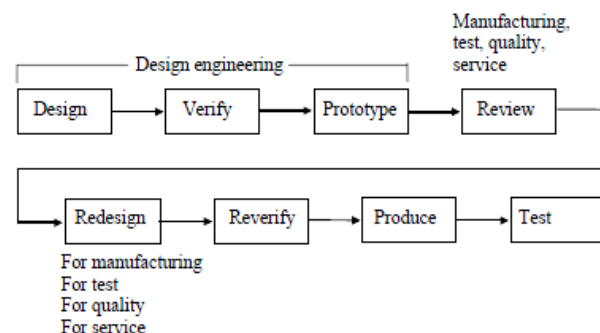 Manufacturing,
test, quality,
service
Design engineering
Design
Verify
Prototype
Review
Redesign
Reverify
Produce
Test
For manufacturing
For test
For quality
For service